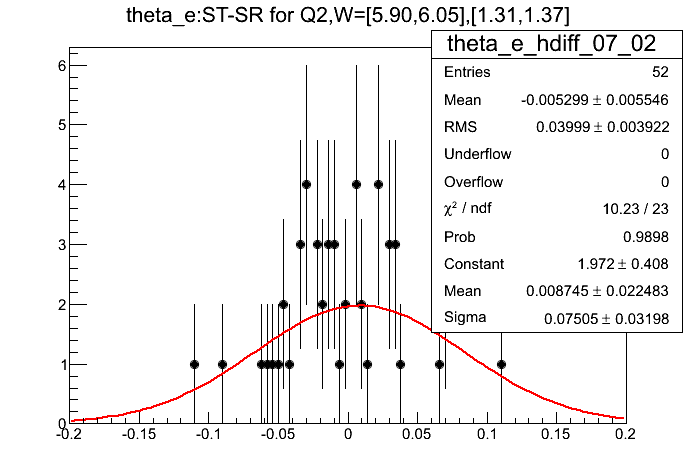 theta_e:ST-SR for Q2,W=[5.90,6.05],[1.31,1.37]
theta_e_hdiff_07_02
Entries 52
Mean -0.005299 ± 0.005546
RMS 0.03999 ± 0.003922
Underflow 0
Overflow 0
χ² / ndf 10.23 / 23
Prob 0.9898
Constant 1.972 ± 0.408
Mean 0.008745 ± 0.022483
Sigma 0.07505 ± 0.03198
6
5
4
3
2
1
0
-0.2 -0.15 -0.1 -0.05 0 0.05 0.1 0.15 0.2